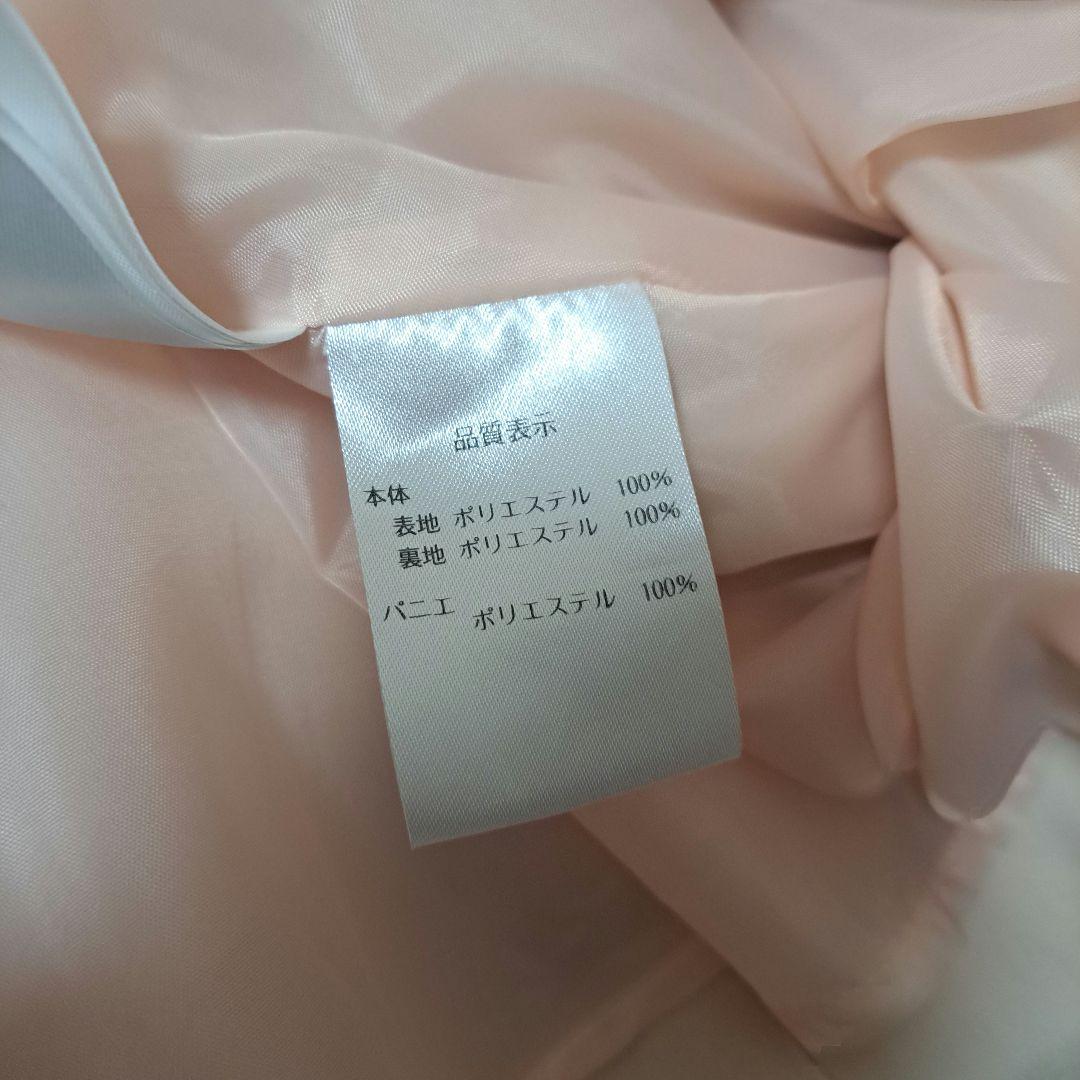 品質表示
本体
表地 ポリエステル 100%
裏地 ポリエステル 100%
パニエ ポリエステル 100%